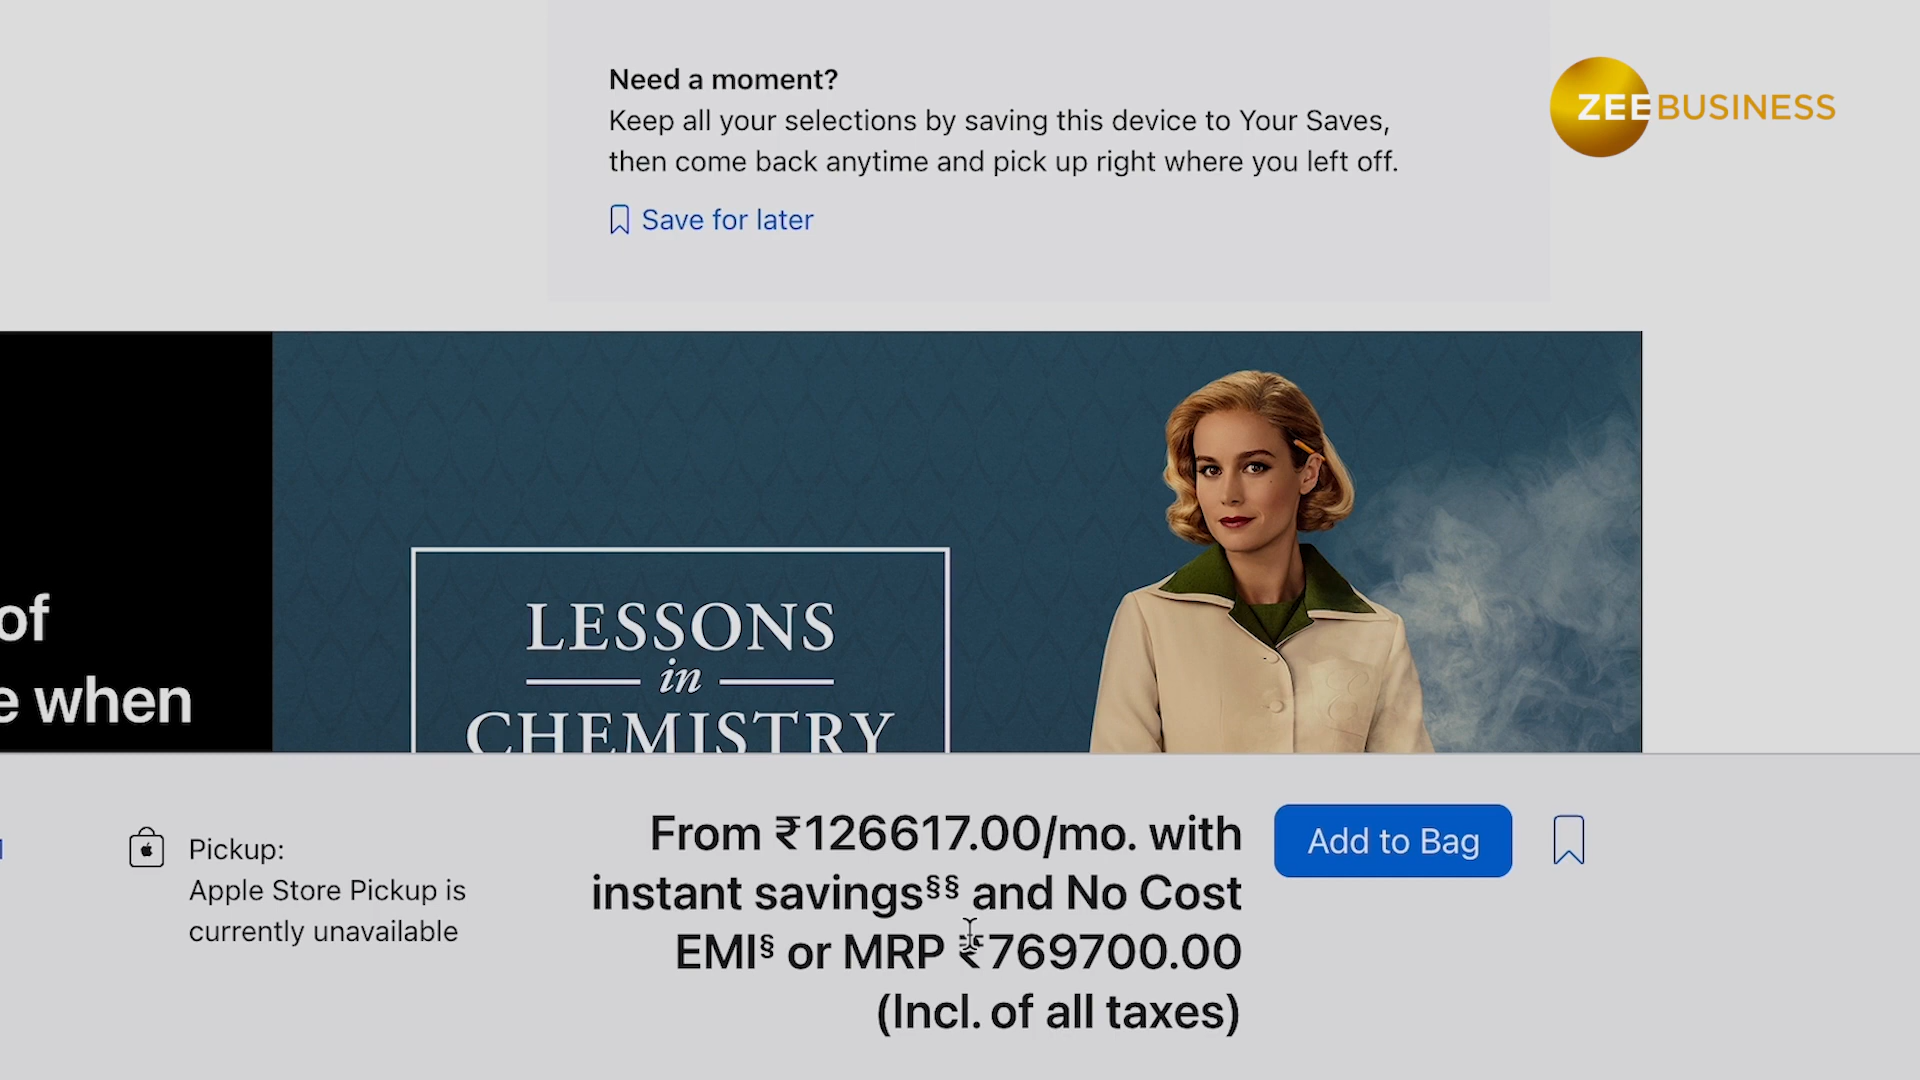 Need a moment?
Keep all your selections by saving this device to Your Saves,
then come back anytime and pick up right where you left off.
Save for later
ZEEBUSINESS
of
e when
LESSONS
in
CHEMISTRY
Pickup:
Apple Store Pickup is
currently unavailable
From ₹126617.00/mo. with
instant savings§§ and No Cost
EMI§ or MRP ₹769700.00
(Incl. of all taxes)
Add to Bag